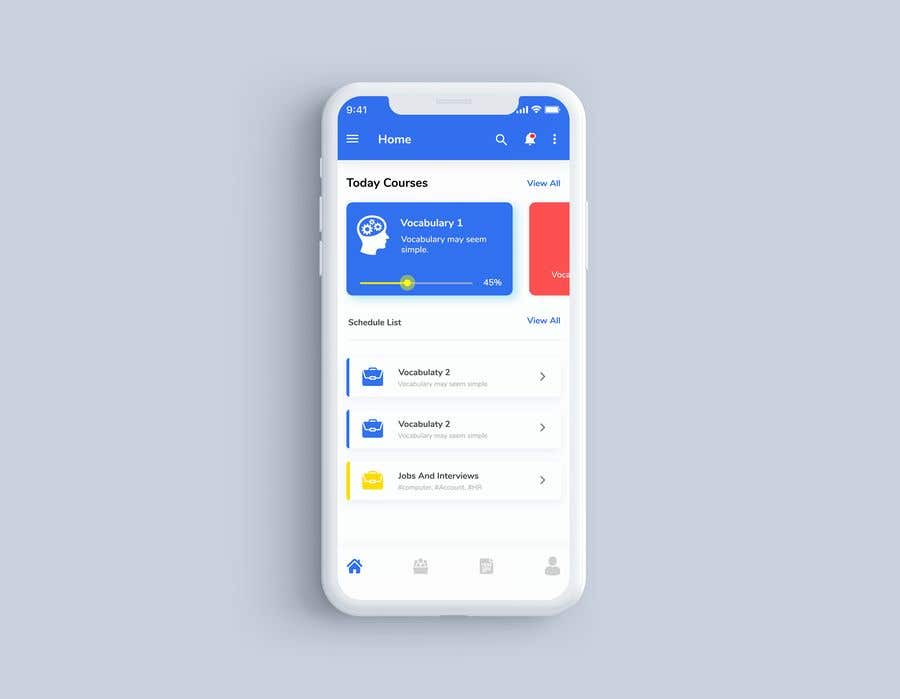 9:41
Home
Today Courses
View All
Vocabulary 1
Vocabulary may seem
simple.
45%
Voca
Schedule List
View All
Vocabulaty 2
Vocabulary may seem simple
Vocabulaty 2
Vocabulary may seem simple
Jobs And Interviews
#computer, #Account, #HR